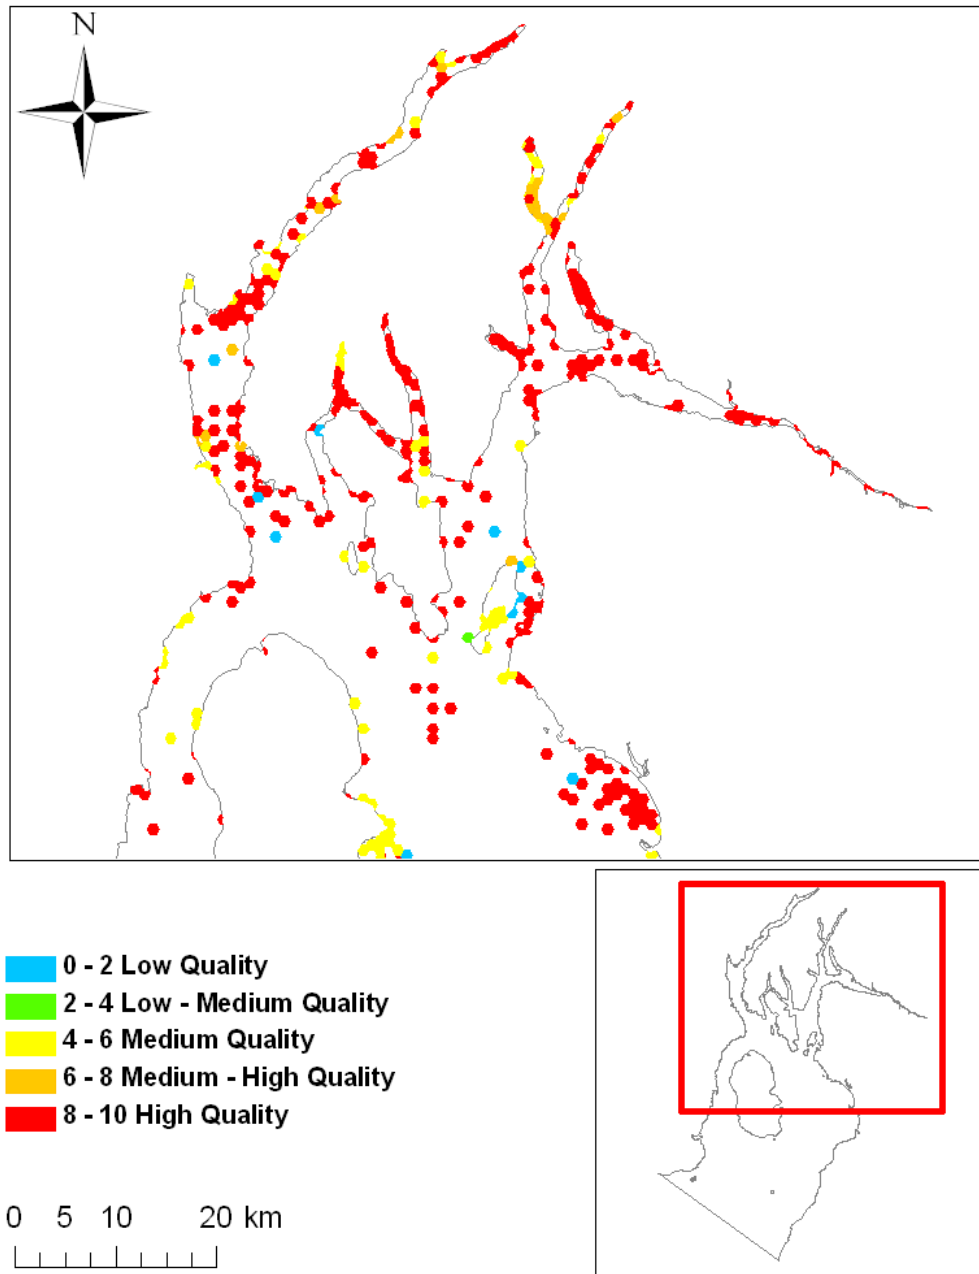 N
0 - 2 Low Quality
2 - 4 Low - Medium Quality
4 - 6 Medium Quality
6 - 8 Medium - High Quality
8 - 10 High Quality
0 5 10 20 km